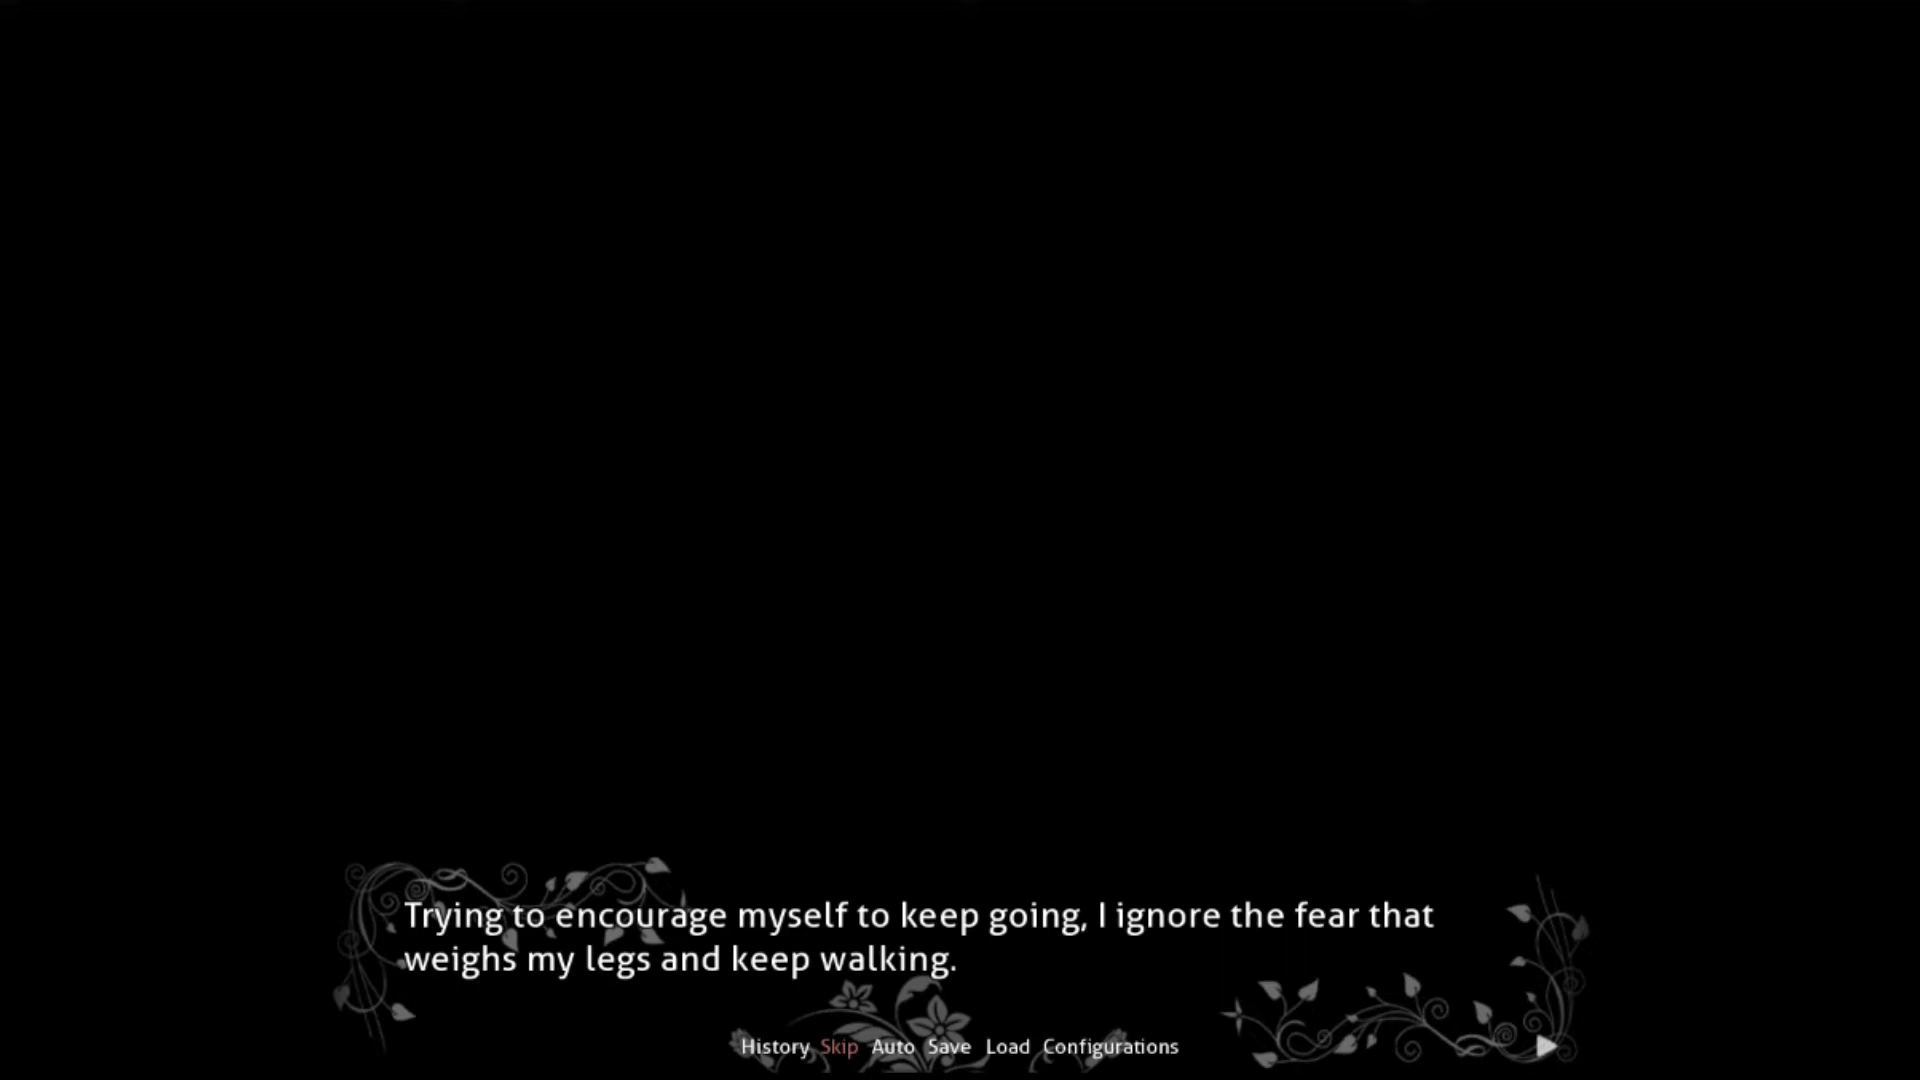 Trying to encourage myself to keep going, I ignore the fear that
weighs my legs and keep walking.
History Skip Auto Save Load Configurations